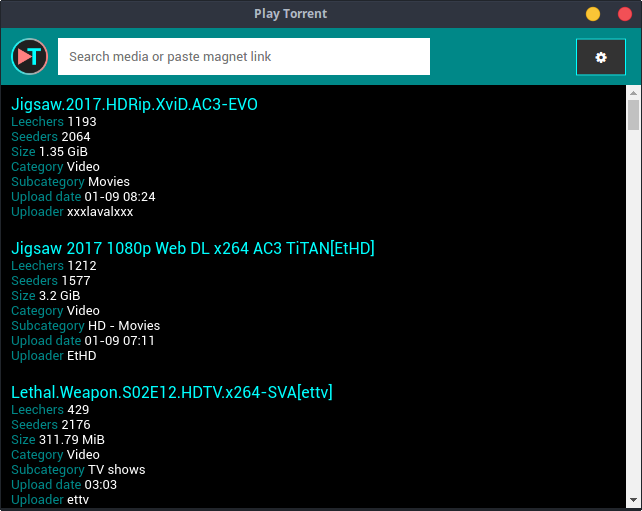 Play Torrent
T
Search media or paste magnet link
Jigsaw.2017.HDRip.XviD.AC3-EVO
Leechers 1193
Seeders 2064
Size 1.35 GiB
Category Video
Subcategory Movies
Upload date 01-09 08:24
Uploader xxxlavalxxx
Jigsaw 2017 1080p Web DL x264 AC3 TiTAN[EtHD]
Leechers 1212
Seeders 1577
Size 3.2 GiB
Category Video
Subcategory HD - Movies
Upload date 01-09 07:11
Uploader EtHD
Lethal.Weapon.S02E12.HDTV.x264-SVA[ettv]
Leechers 429
Seeders 2176
Size 311.79 MiB
Category Video
Subcategory TV shows
Upload date 03:03
Uploader ettv